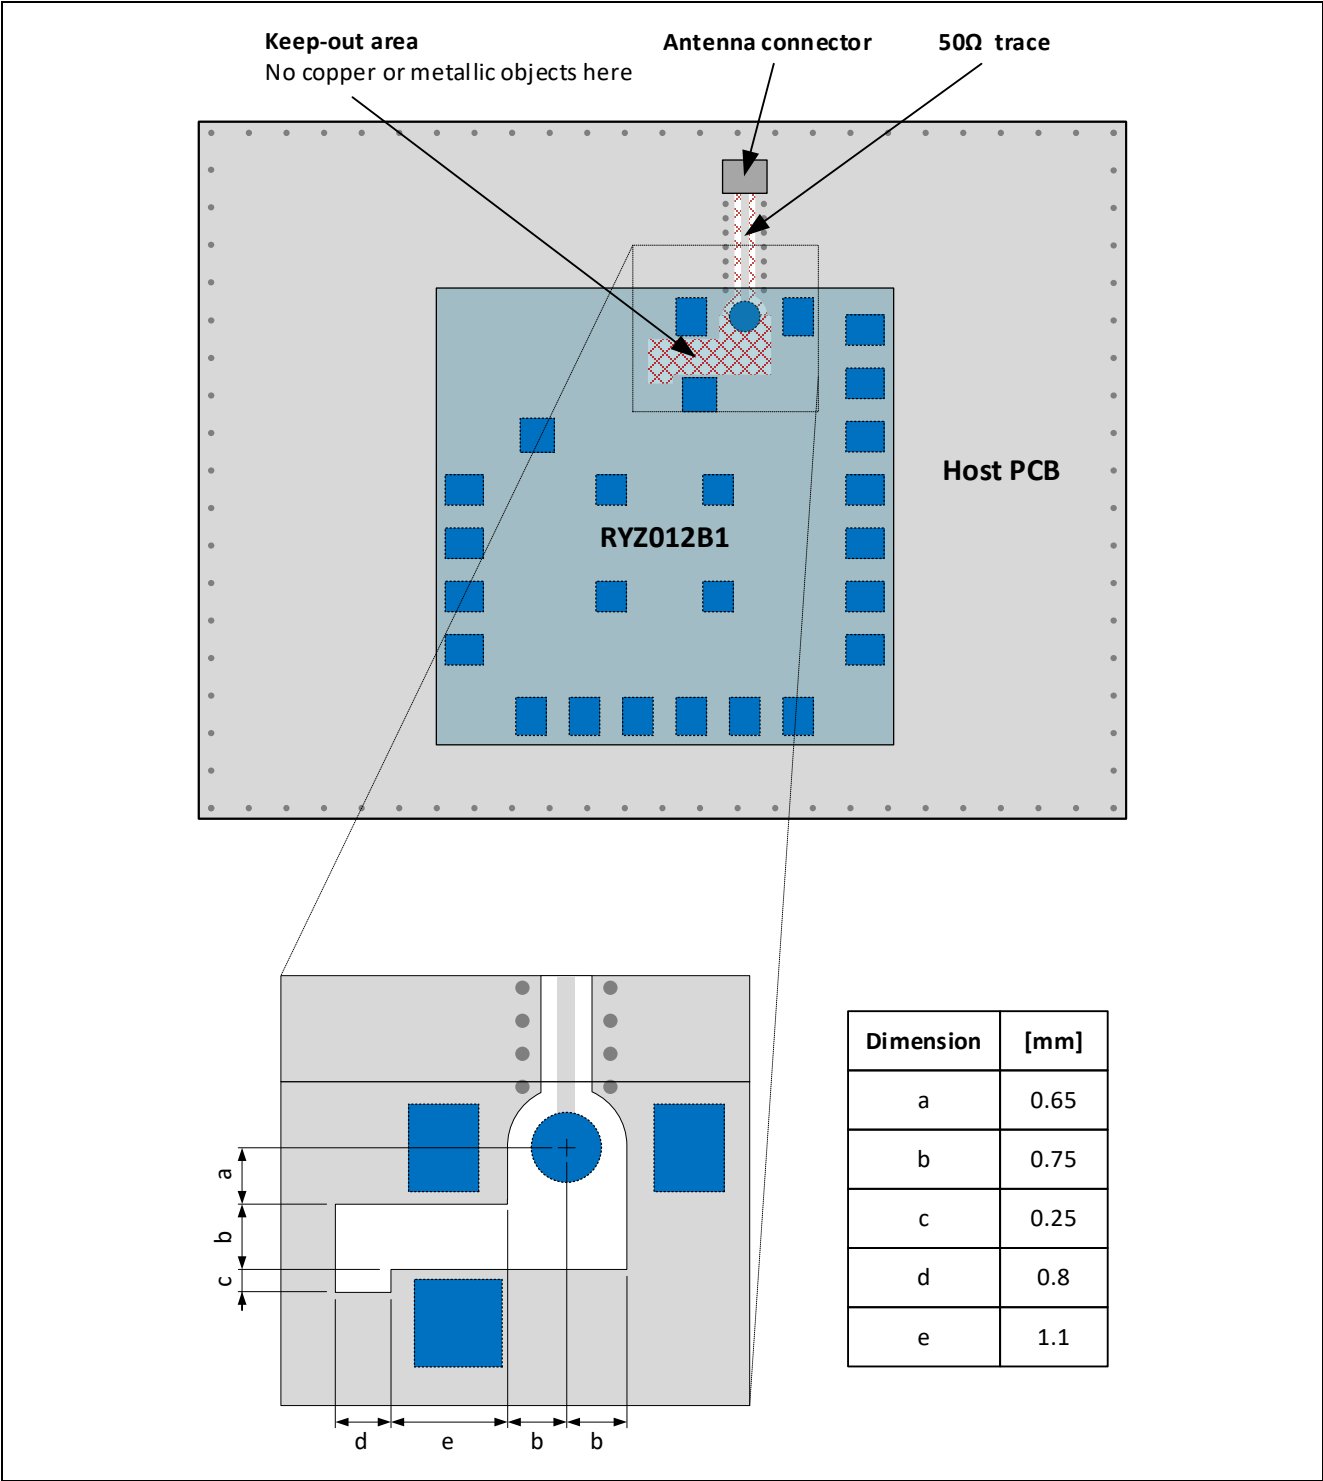 Keep-out area
No copper or metallic objects here
Antenna connector
50Ω trace
Host PCB
RYZ012B1
a
b
c
d
e
b
b
Dimension [mm]
a 0.65
b 0.75
c 0.25
d 0.8
e 1.1